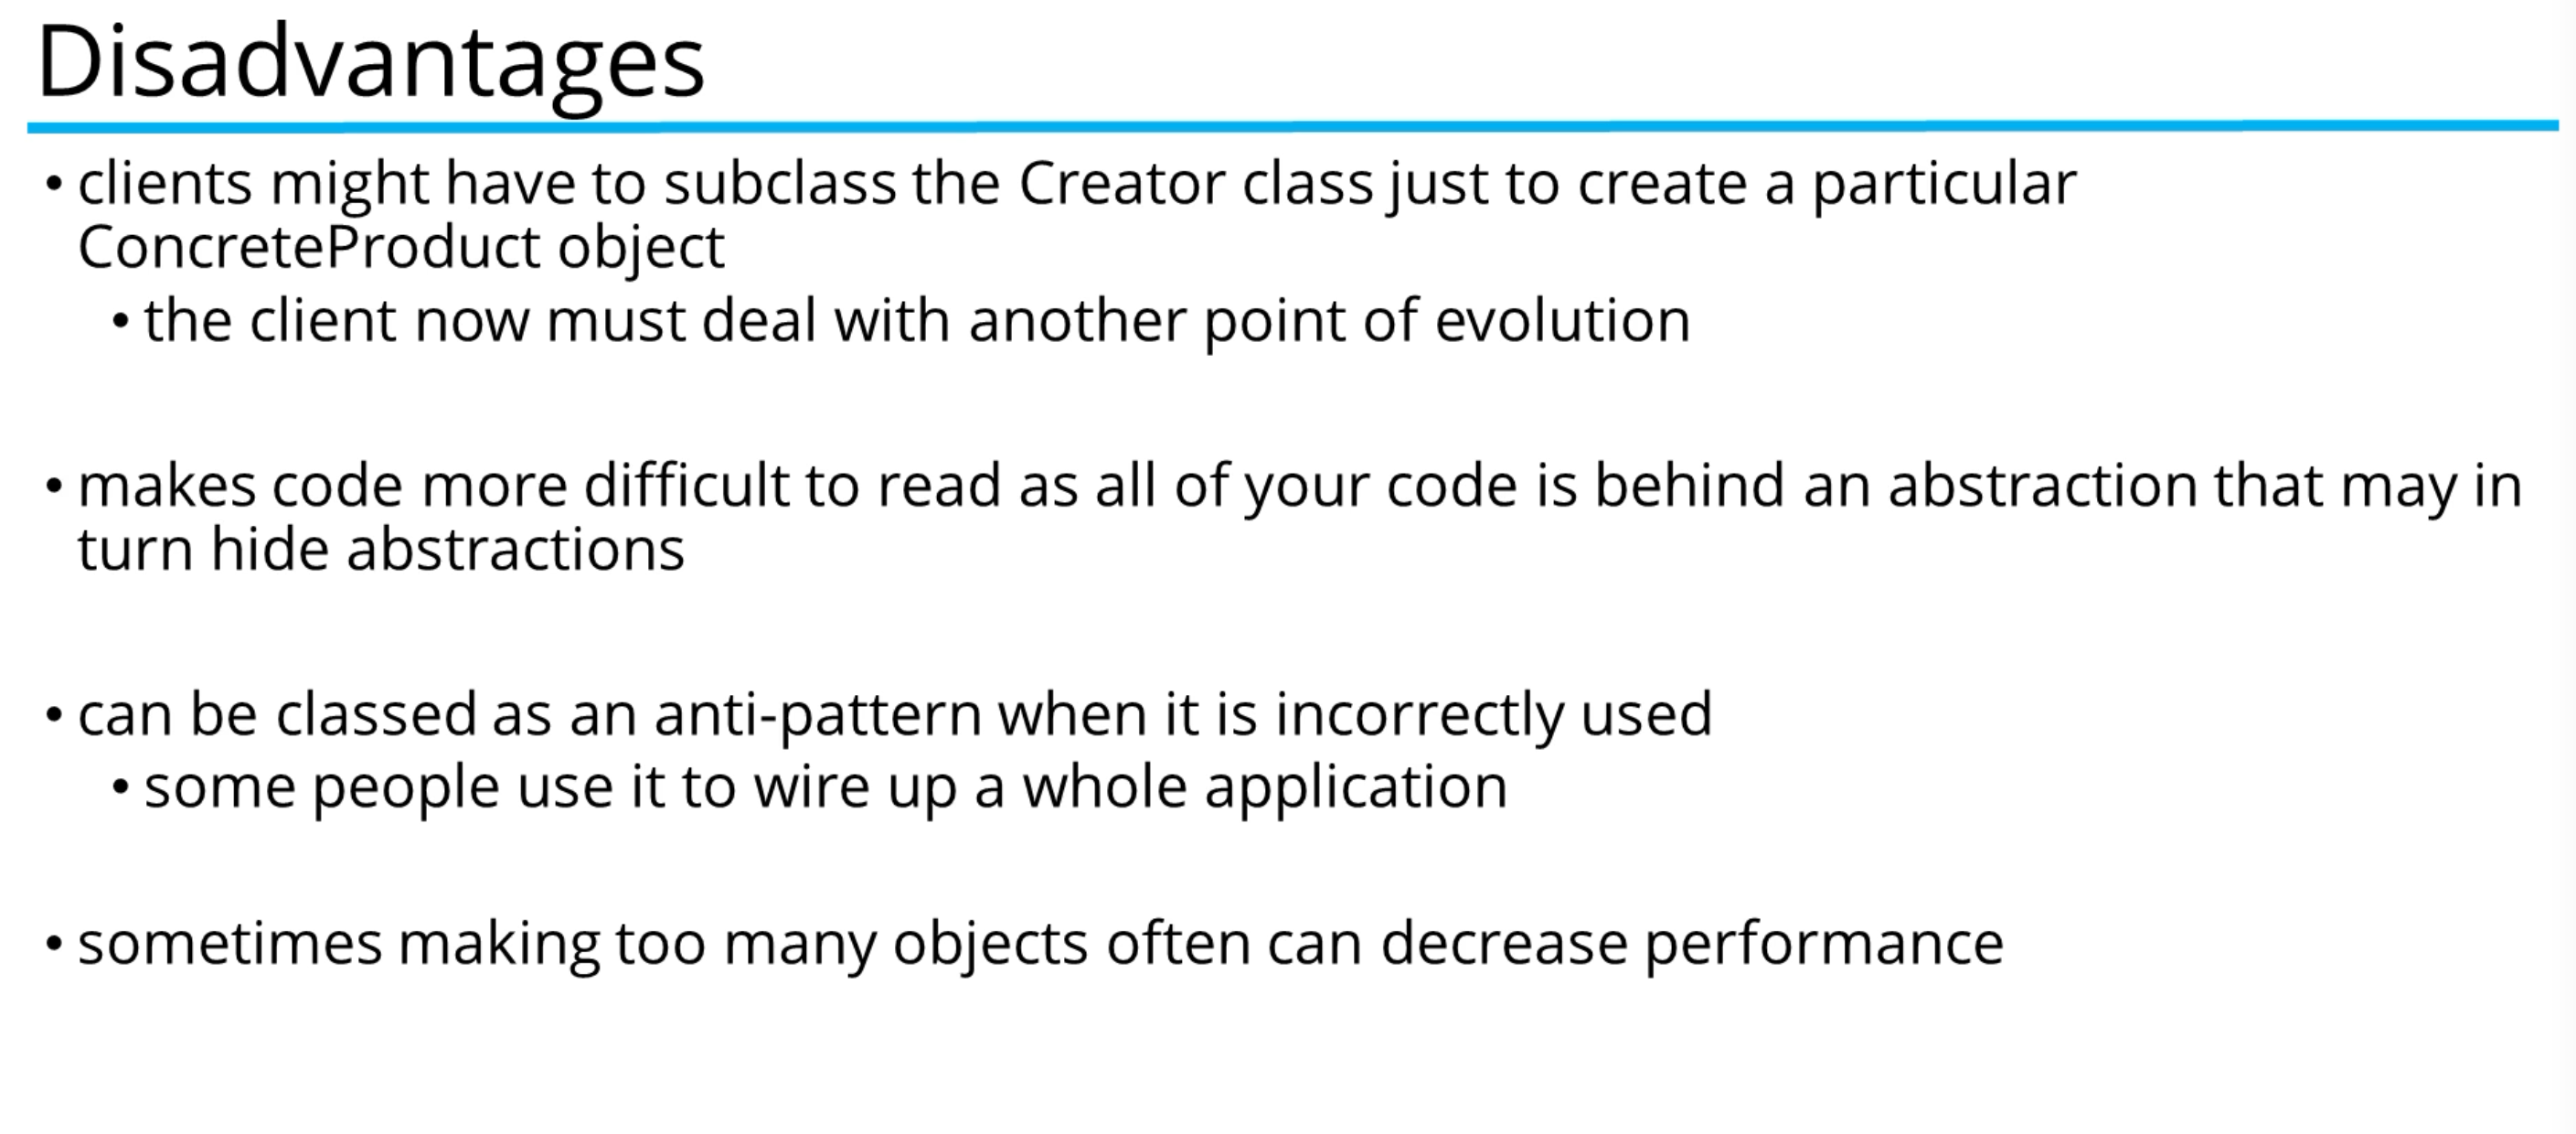 Disadvantages
• clients might have to subclass the Creator class just to create a particular
ConcreteProduct object
• the client now must deal with another point of evolution
• makes code more difficult to read as all of your code is behind an abstraction that may in
turn hide abstractions
• can be classed as an anti-pattern when it is incorrectly used
• some people use it to wire up a whole application
• sometimes making too many objects often can decrease performance